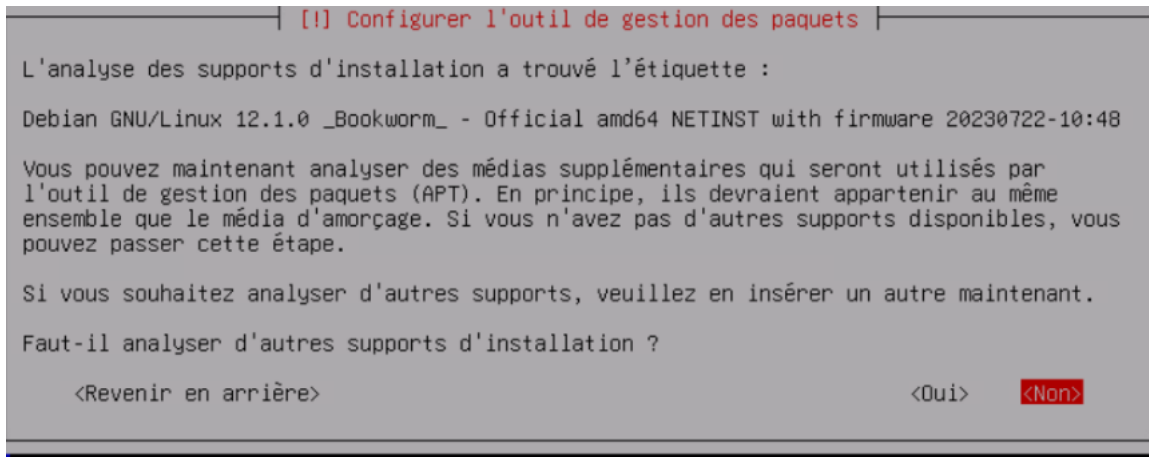 [!] Configurer l'outil de gestion des paquets
L'analyse des supports d'installation a trouvé l’étiquette :
Debian GNU/Linux 12.1.0 _Bookworm_ - Official amd64 NETINST with firmware 20230722-10:48
Vous pouvez maintenant analyser des médias supplémentaires qui seront utilisés par
l'outil de gestion des paquets (APT). En principe, ils devraient appartenir au même
ensemble que le média d'amorçage. Si vous n'avez pas d'autres supports disponibles, vous
pouvez passer cette étape.
Si vous souhaitez analyser d'autres supports, veuillez en insérer un autre maintenant.
Faut-il analyser d'autres supports d'installation ?
<Revenir en arrière> <Oui> <Non>